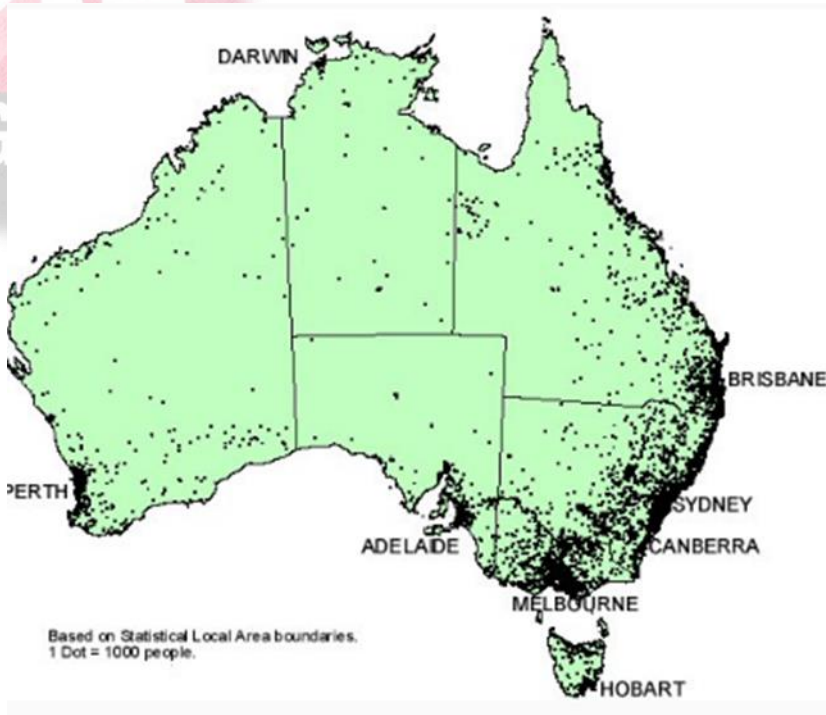 DARWIN
BRISBANE
PERTH
SYDNEY
ADELAIDE
CANBERRA
MELBOURNE
Based on Statistical Local Area boundaries.
1 Dot = 1000 people.
HOBART